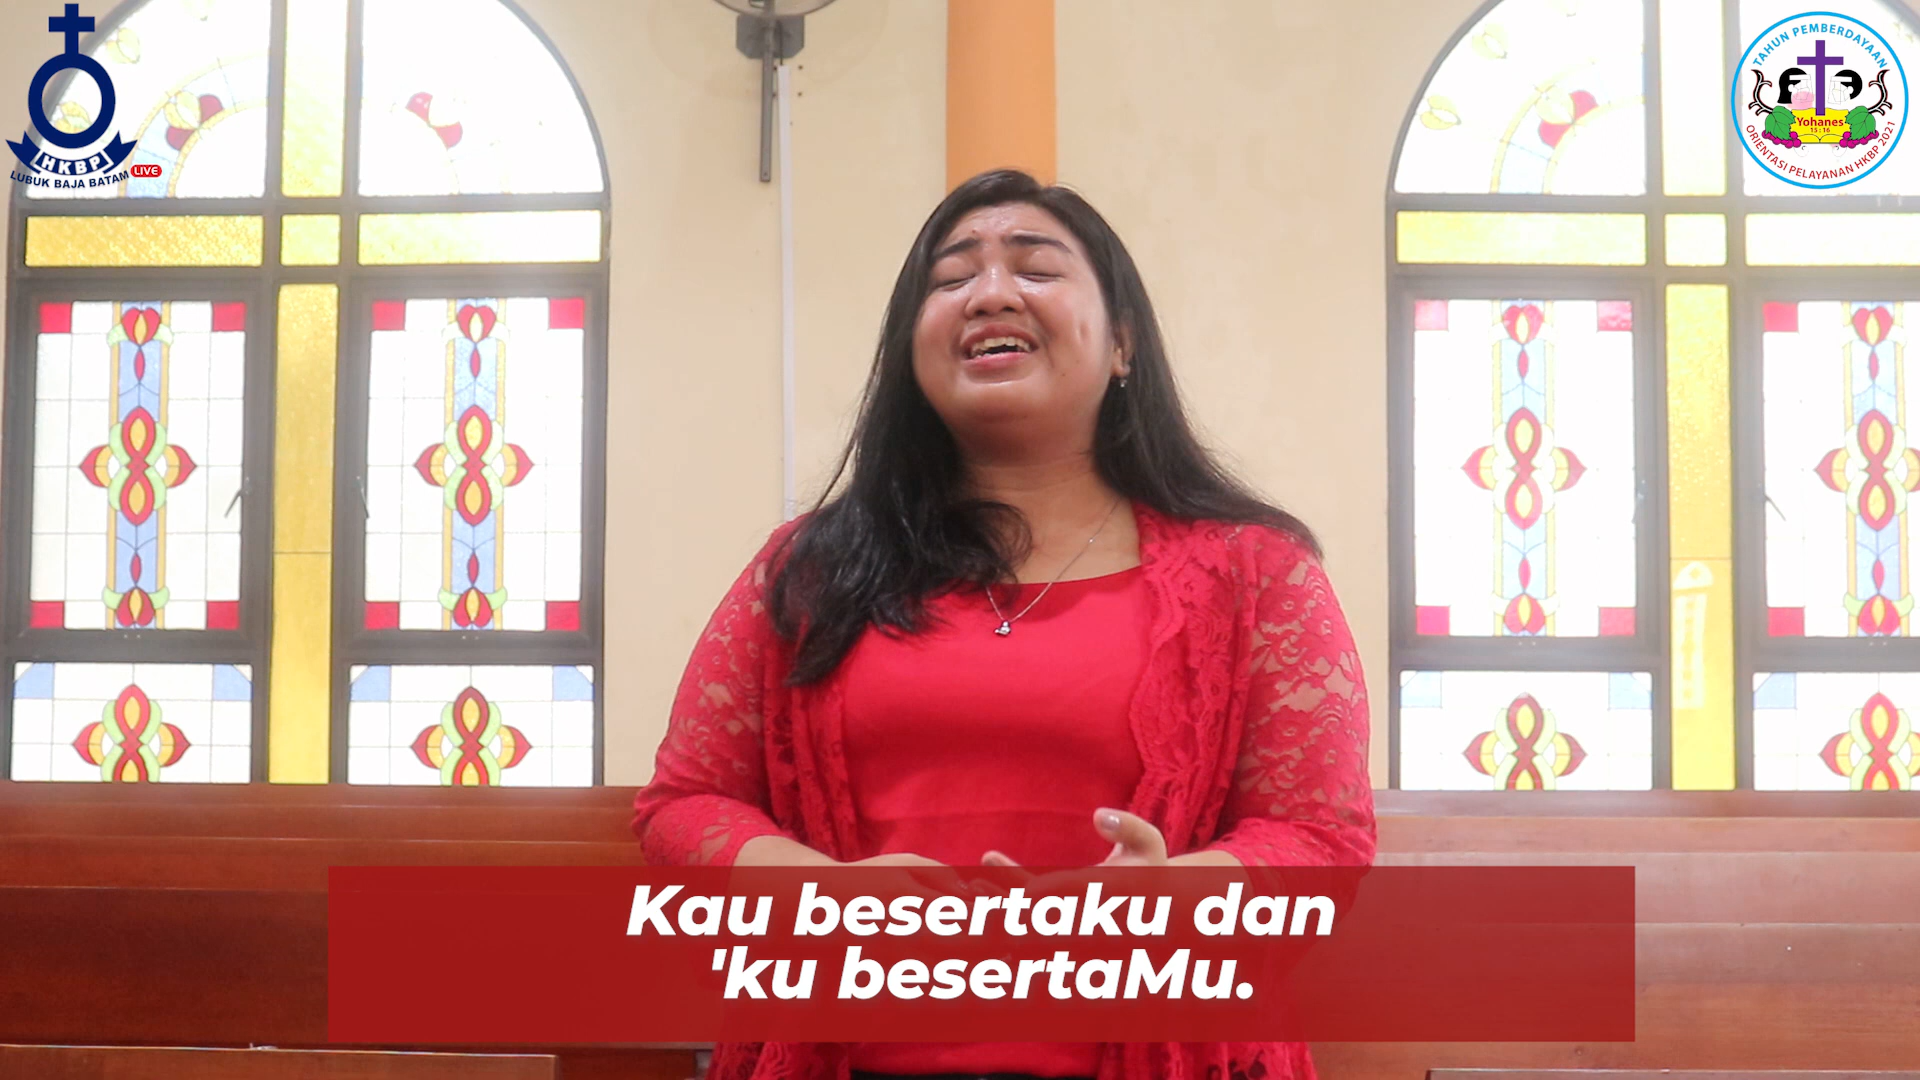 HKBP
LUBUK BAJA BATAM
LIVE
TAHUN PEMBERDAYAAN
Yohanes
15:16
ORIENTASI PELAYANAN HKBP 2021
Kau besertaku dan
'ku besertaMu.